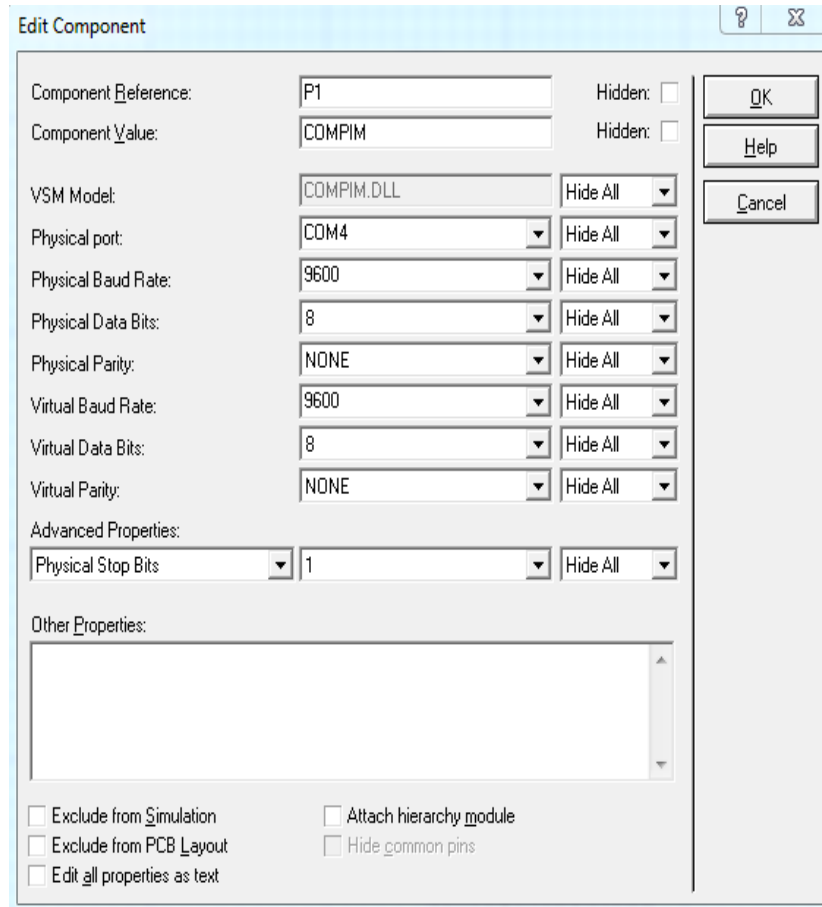 Edit Component
Component Reference: P1 Hidden:
Component Value: COMPIM Hidden:
VSM Model: COMPIM.DLL Hide All
Physical port: COM4 Hide All
Physical Baud Rate: 9600 Hide All
Physical Data Bits: 8 Hide All
Physical Parity: NONE Hide All
Virtual Baud Rate: 9600 Hide All
Virtual Data Bits: 8 Hide All
Virtual Parity: NONE Hide All
Advanced Properties:
Physical Stop Bits 1 Hide All
Other Properties:
Exclude from Simulation Attach hierarchy module
Exclude from PCB Layout Hide common pins
Edit all properties as text
?
OK
Help
Cancel